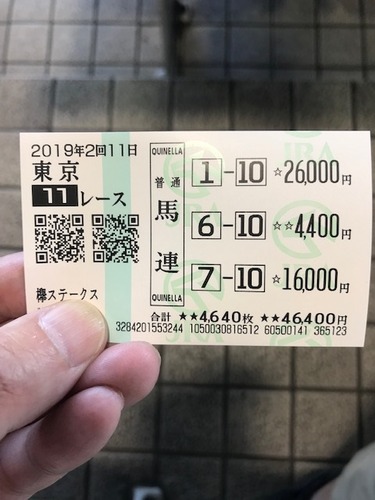 2019年2回11日
東京
11レース
欅ステークス
QUINELLA
普通
馬連
QUINELLA
1-10 ☆26,000円
6-10 ☆☆4,400円
7-10 ☆16,000円
合計 ★★4,640枚 ★★46,400円
3284201553244 1050030816512 60500141 365123
JRA